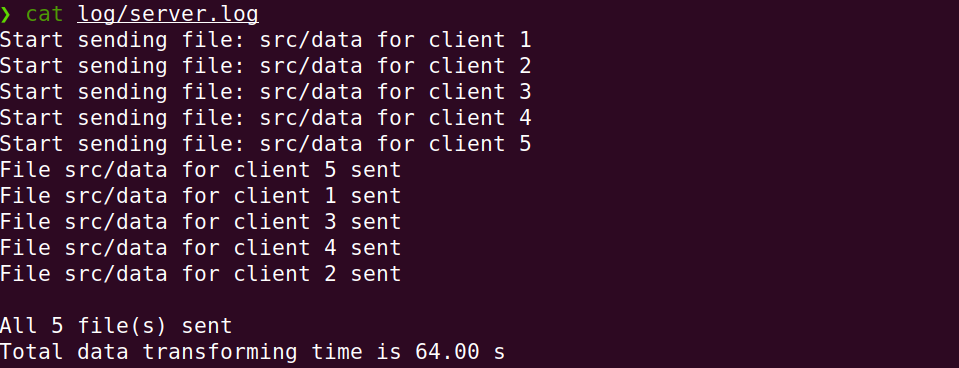 ❯ cat log/server.log
Start sending file: src/data for client 1
Start sending file: src/data for client 2
Start sending file: src/data for client 3
Start sending file: src/data for client 4
Start sending file: src/data for client 5
File src/data for client 5 sent
File src/data for client 1 sent
File src/data for client 3 sent
File src/data for client 4 sent
File src/data for client 2 sent
All 5 file(s) sent
Total data transforming time is 64.00 s